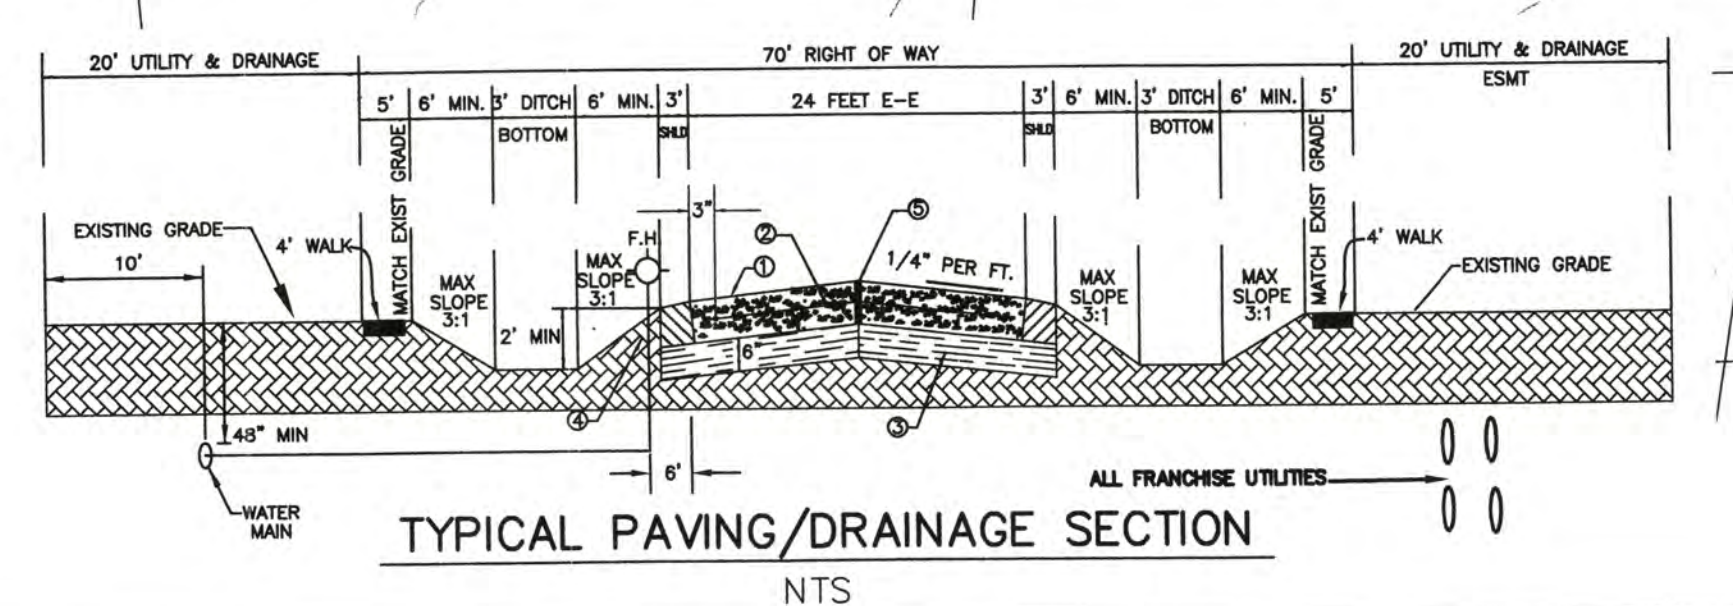 20' UTILITY & DRAINAGE
70' RIGHT OF WAY
20' UTILITY & DRAINAGE
ESMT
5'
6' MIN.
3' DITCH
BOTTOM
6' MIN.
3'
SHLD
24 FEET E-E
3'
SHLD
6' MIN.
3' DITCH
BOTTOM
6' MIN.
5'
MATCH EXIST GRADE
MATCH EXIST GRADE
EXISTING GRADE
4' WALK
10'
MAX
SLOPE
3:1
MAX
SLOPE
3:1
F.H
3"
2
1
5
1/4" PER FT.
MAX
SLOPE
3:1
MAX
SLOPE
3:1
4' WALK
EXISTING GRADE
2' MIN
6"
4
3
48" MIN
6'
WATER
MAIN
ALL FRANCHISE UTILITIES
TYPICAL PAVING/DRAINAGE SECTION
NTS